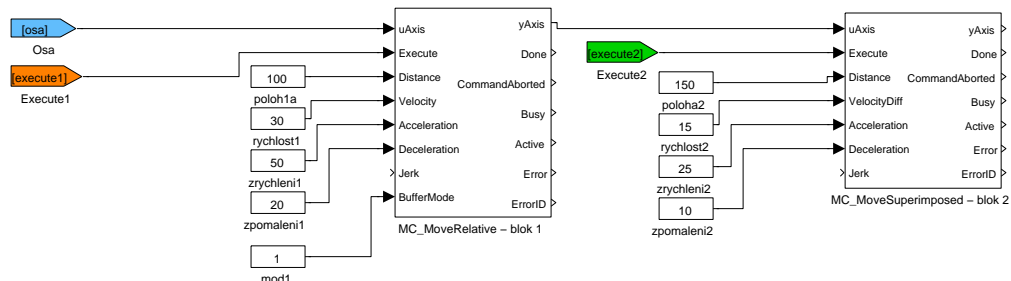 [osa]
Osa
[execute1]
Execute1
100
poloh1a
30
rychlost1
50
zrychleni1
20
zpomaleni1
1
mod1
uAxis
Execute
Distance
Velocity
Acceleration
Deceleration
Jerk
BufferMode
yAxis
Done
CommandAborted
Busy
Active
Error
ErrorID
MC_MoveRelative – blok 1
[execute2]
Execute2
150
poloha2
15
rychlost2
25
zrychleni2
10
zpomaleni2
uAxis
Execute
Distance
VelocityDiff
Acceleration
Deceleration
Jerk
yAxis
Done
CommandAborted
Busy
Active
Error
ErrorID
MC_MoveSuperimposed – blok 2